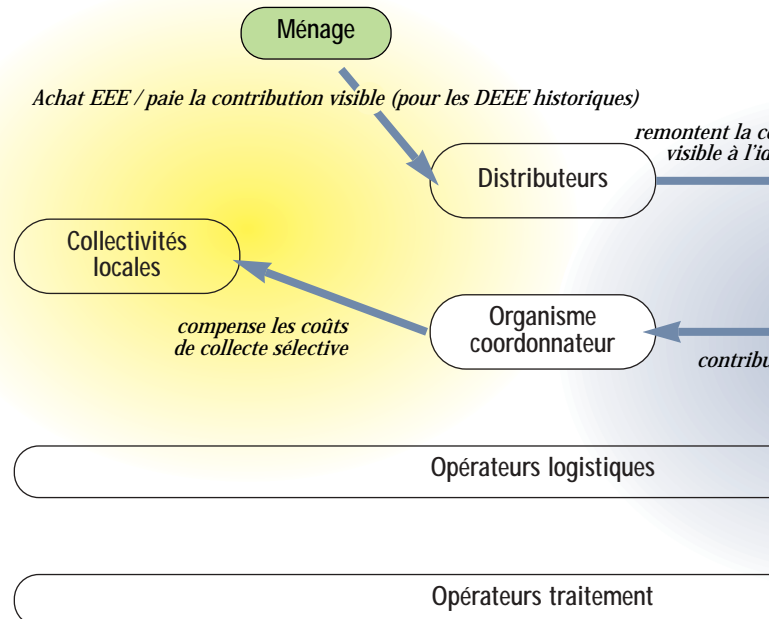 Ménage
Achat EEE / paie la contribution visible (pour les DEEE historiques)
remontent la
visible à
Distributeurs
Collectivités
locales
Organisme
coordonnateur
compense les coûts
de collecte sélective
Opérateurs logistiques
Opérateurs traitement